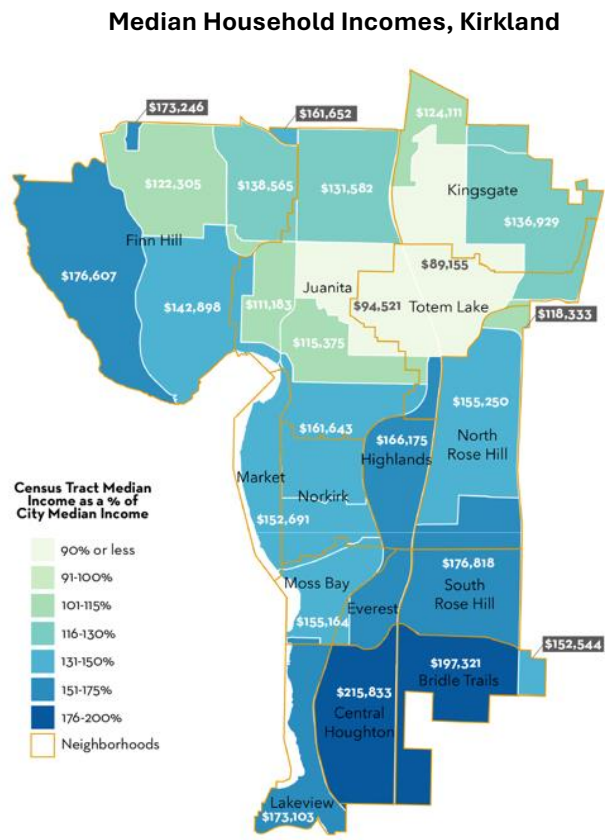 Median Household Incomes, Kirkland
$173,246
$161,652
$124,111
$122,305
$138,565
$131,582
Kingsgate
$136,929
Finn Hill
$176,607
$89,155
Juanita
$142,898
$111,183
$94,521
Totem Lake
$118,333
$115,375
$155,250
$161,643
$166,175
North
Rose Hill
Highlands
Market
Census Tract Median
Income as a % of
City Median Income
Norkirk
$152,691
90% or less
91-100%
101-115%
116-130%
131-150%
151-175%
176-200%
Neighborhoods
$176,818
Moss Bay
South
Rose Hill
Everest
$155,164
$152,544
$197,321
Bridle Trails
$215,833
Central
Houghton
Lakeview
$173,103